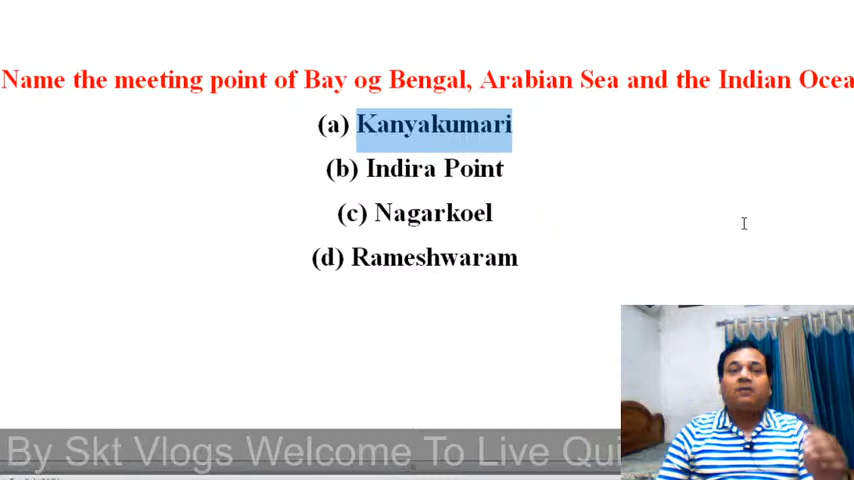 Name the meeting point of Bay og Bengal, Arabian Sea and the Indian Ocea
(a) Kanyakumari
(b) Indira Point
(c) Nagarkoel
(d) Rameshwaram
By Skt Vlogs Welcome To Live Qui